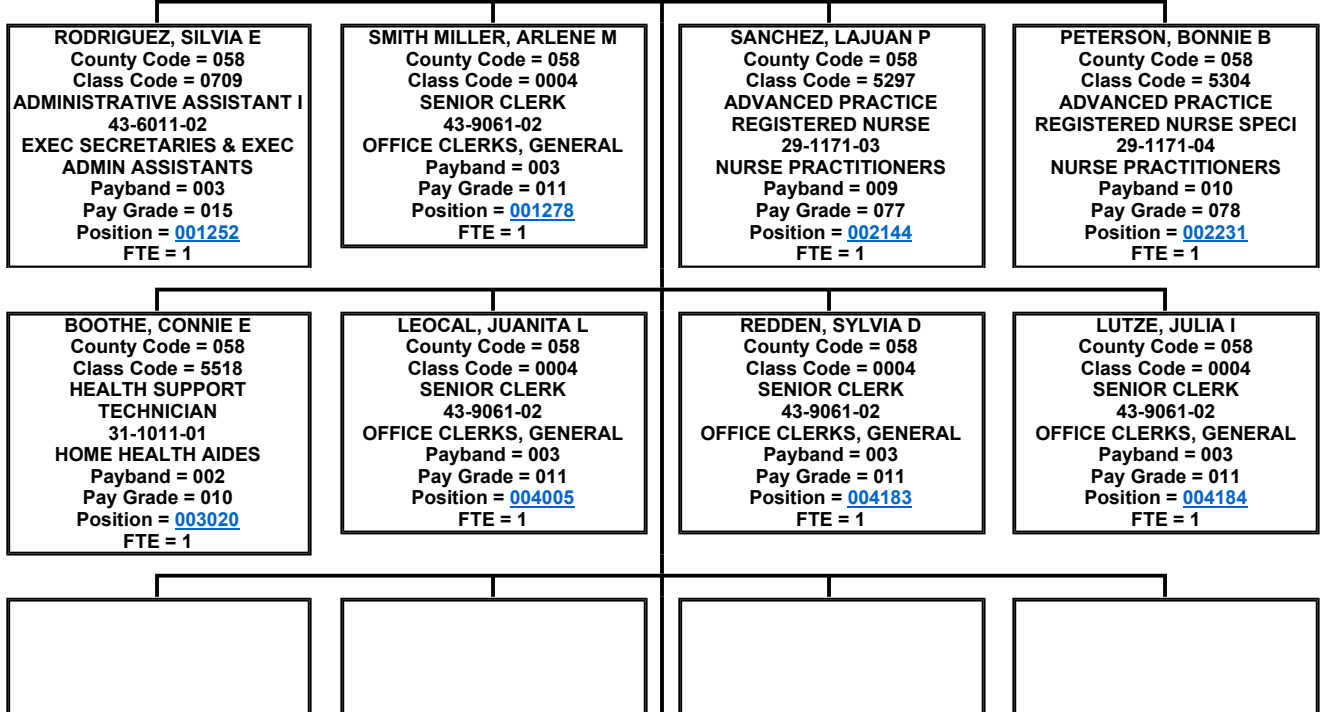 RODRIGUEZ, SILVIA E
County Code = 058
Class Code = 0709
ADMINISTRATIVE ASSISTANT I
43-6011-02
EXEC SECRETARIES & EXEC
ADMIN ASSISTANTS
Payband = 003
Pay Grade = 015
Position = 001252
FTE = 1
SMITH MILLER, ARLENE M
County Code = 058
Class Code = 0004
SENIOR CLERK
43-9061-02
OFFICE CLERKS, GENERAL
Payband = 003
Pay Grade = 011
Position = 001278
FTE = 1
SANCHEZ, LAJUAN P
County Code = 058
Class Code = 5297
ADVANCED PRACTICE
REGISTERED NURSE
29-1171-03
NURSE PRACTITIONERS
Payband = 009
Pay Grade = 077
Position = 002144
FTE = 1
PETERSON, BONNIE B
County Code = 058
Class Code = 5304
ADVANCED PRACTICE
REGISTERED NURSE SPECI
29-1171-04
NURSE PRACTITIONERS
Payband = 010
Pay Grade = 078
Position = 002231
FTE = 1
BOOTHE, CONNIE E
County Code = 058
Class Code = 5518
HEALTH SUPPORT
TECHNICIAN
31-1011-01
HOME HEALTH AIDES
Payband = 002
Pay Grade = 010
Position = 003020
FTE = 1
LEOCAL, JUANITA L
County Code = 058
Class Code = 0004
SENIOR CLERK
43-9061-02
OFFICE CLERKS, GENERAL
Payband = 003
Pay Grade = 011
Position = 004005
FTE = 1
REDDEN, SYLVIA D
County Code = 058
Class Code = 0004
SENIOR CLERK
43-9061-02
OFFICE CLERKS, GENERAL
Payband = 003
Pay Grade = 011
Position = 004183
FTE = 1
LUTZE, JULIA I
County Code = 058
Class Code = 0004
SENIOR CLERK
43-9061-02
OFFICE CLERKS, GENERAL
Payband = 003
Pay Grade = 011
Position = 004184
FTE = 1